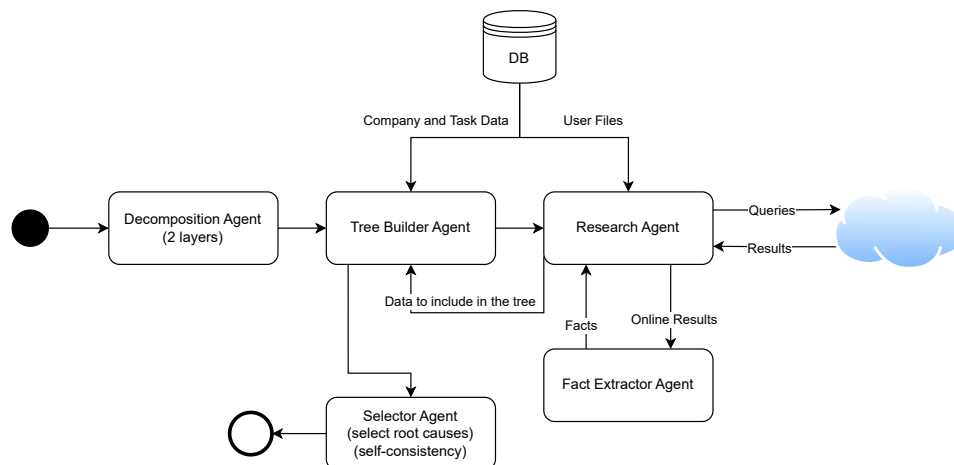 DB
Company and Task Data
User Files
Decomposition Agent
(2 layers)
Tree Builder Agent
Research Agent
Queries
Results
Data to include in the tree
Facts
Online Results
Fact Extractor Agent
Selector Agent
(select root causes)
(self-consistency)